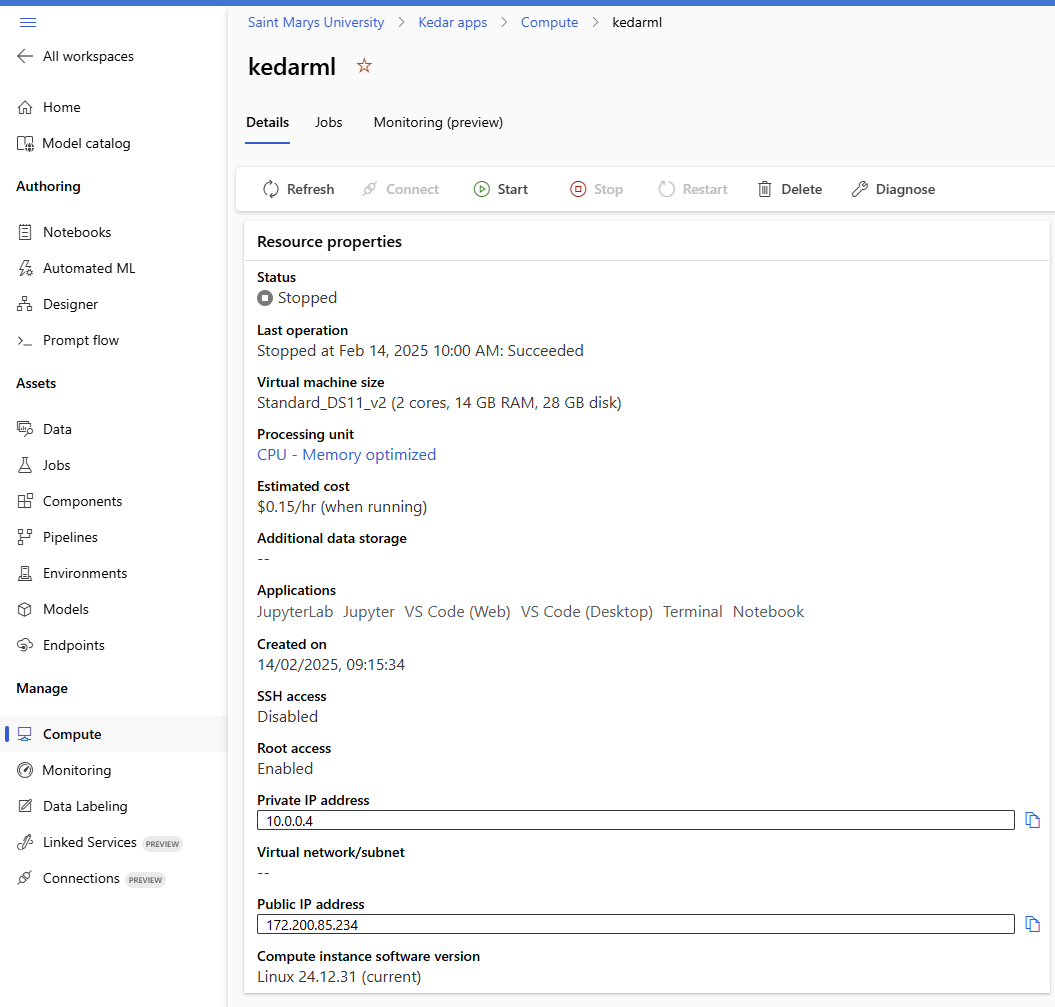 Saint Marys University > Kedar apps > Compute > kedarml
All workspaces
Home
Model catalog
Authoring
Notebooks
Automated ML
Designer
Prompt flow
Assets
Data
Jobs
Components
Pipelines
Environments
Models
Endpoints
Manage
Compute
Monitoring
Data Labeling
Linked Services PREVIEW
Connections PREVIEW
kedarml
Details Jobs Monitoring (preview)
Refresh Connect Start Stop Restart Delete Diagnose
Resource properties
Status
Stopped
Last operation
Stopped at Feb 14, 2025 10:00 AM: Succeeded
Virtual machine size
Standard_DS11_v2 (2 cores, 14 GB RAM, 28 GB disk)
Processing unit
CPU - Memory optimized
Estimated cost
$0.15/hr (when running)
Additional data storage
--
Applications
JupyterLab Jupyter VS Code (Web) VS Code (Desktop) Terminal Notebook
Created on
14/02/2025, 09:15:34
SSH access
Disabled
Root access
Enabled
Private IP address
10.0.0.4
Virtual network/subnet
--
Public IP address
172.200.85.234
Compute instance software version
Linux 24.12.31 (current)